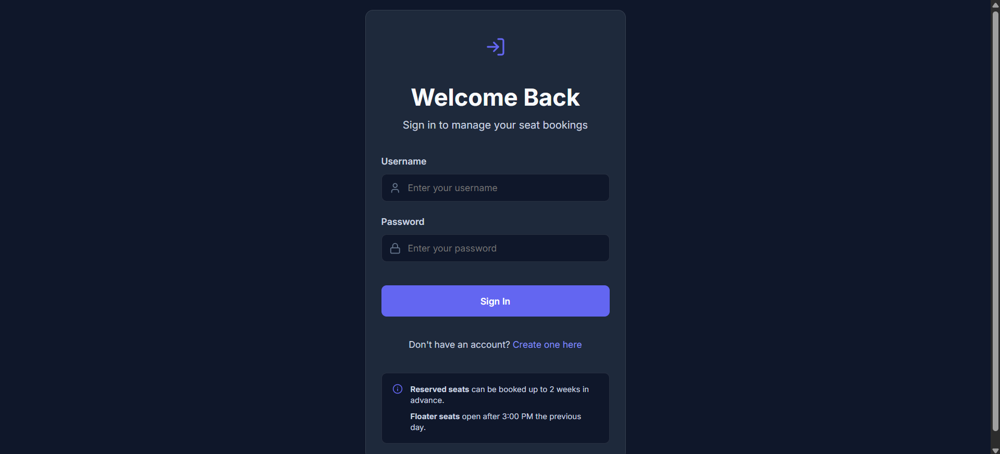 Welcome Back
Sign in to manage your seat bookings
Username
Enter your username
Password
Enter your password
Sign In
Don't have an account? Create one here
Reserved seats can be booked up to 2 weeks in
advance.
Floater seats open after 3:00 PM the previous
day.